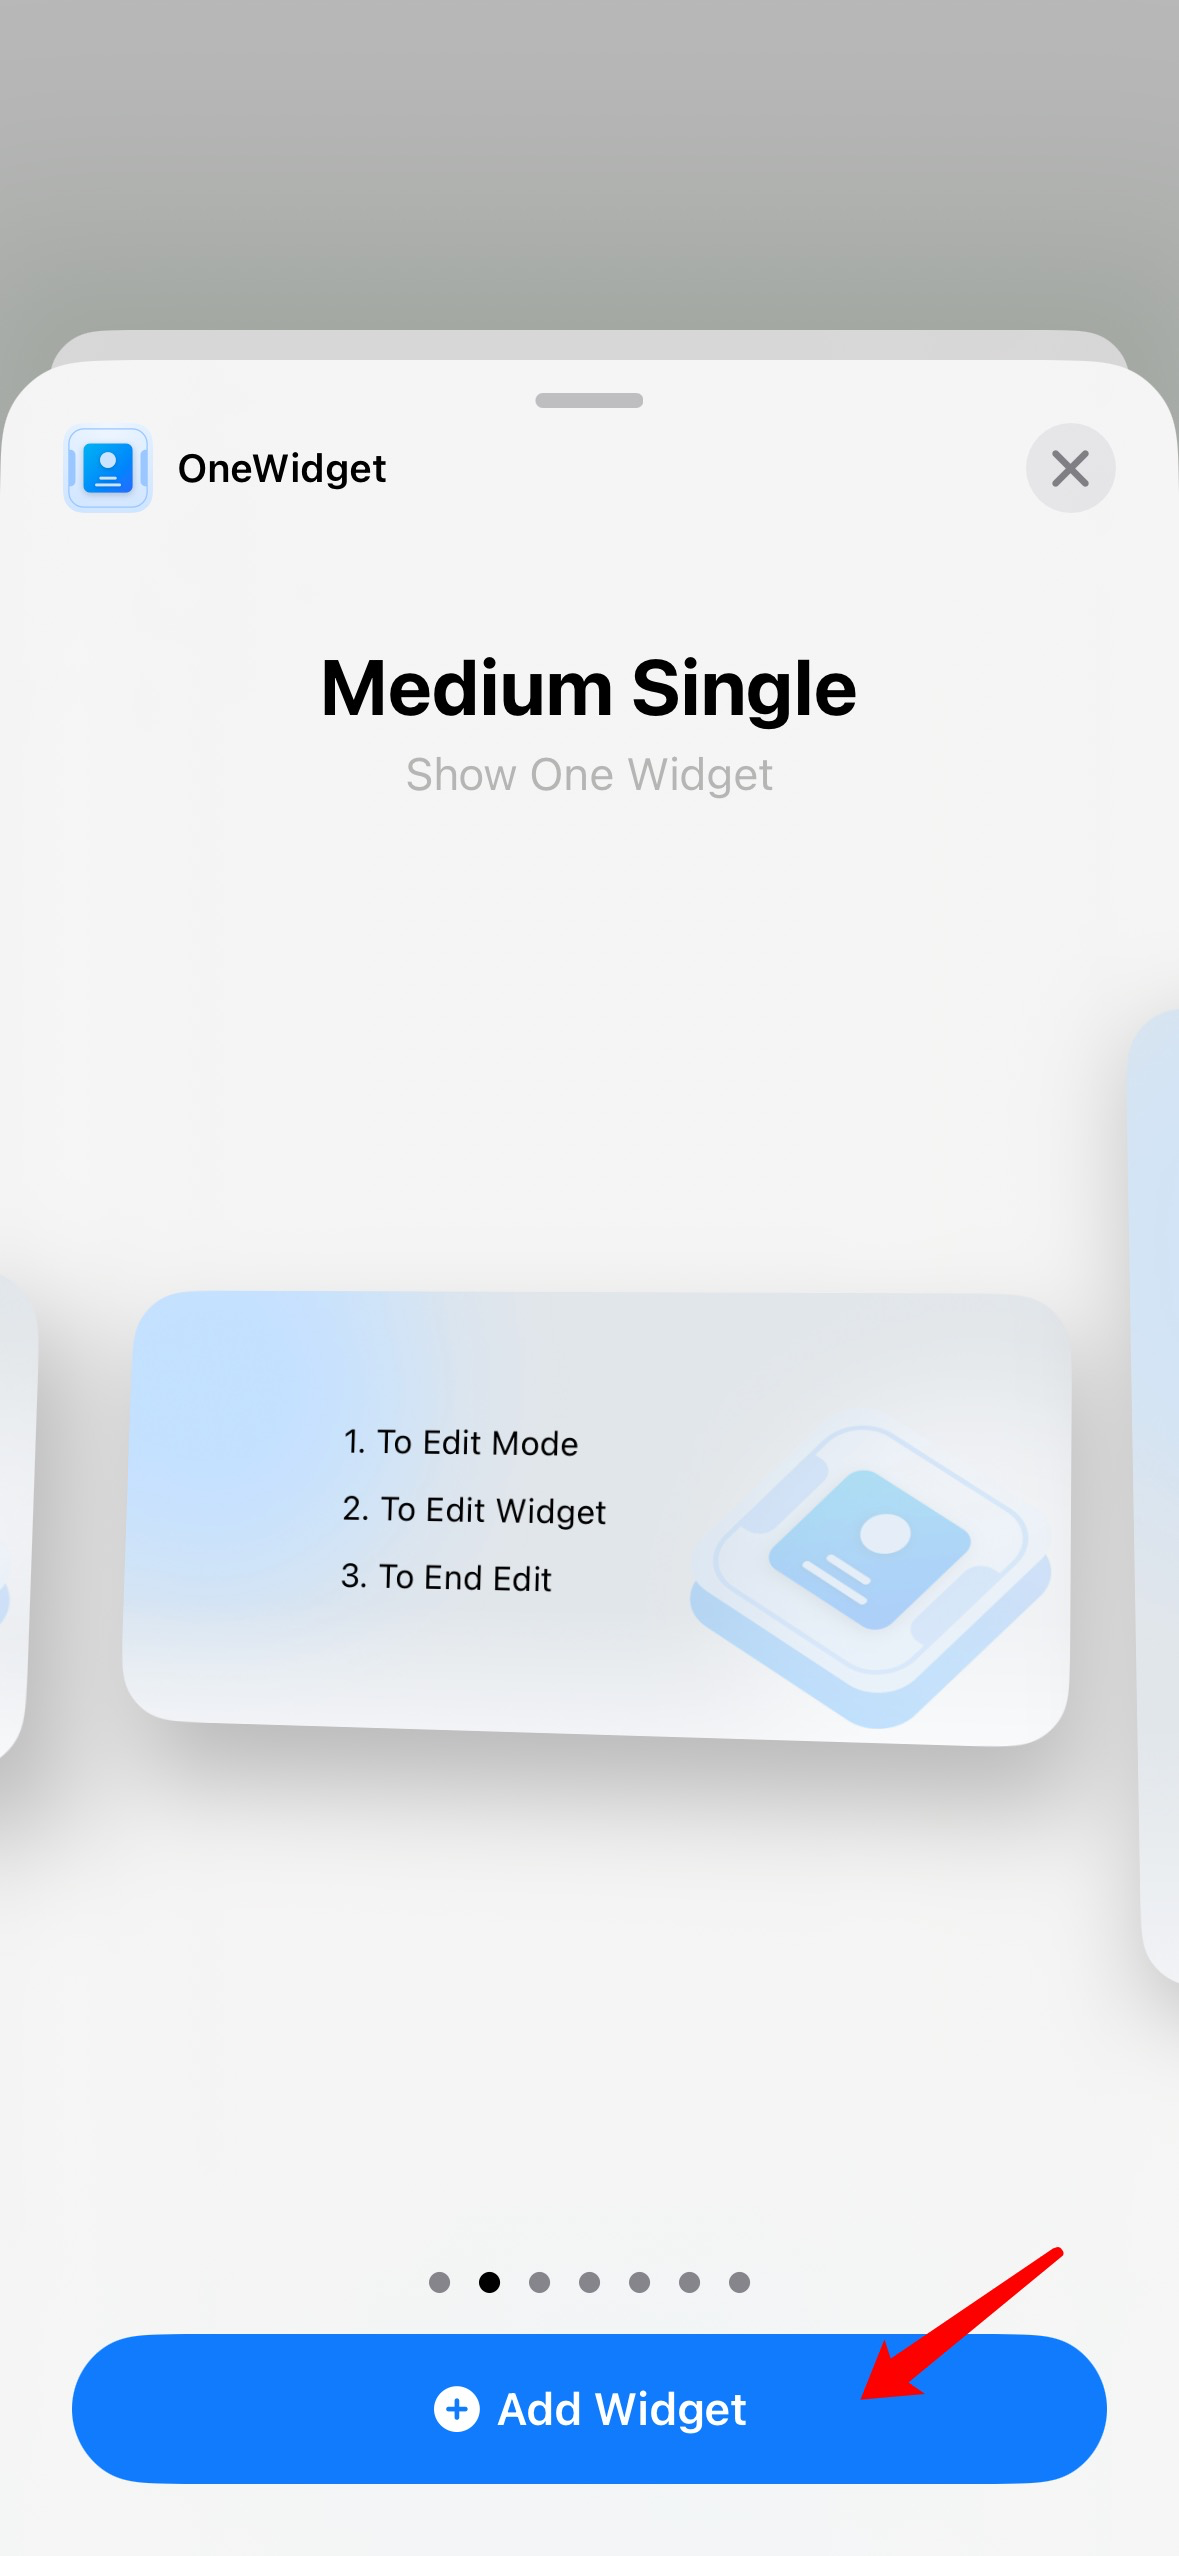 OneWidget
Medium Single
Show One Widget
1. To Edit Mode
2. To Edit Widget
3. To End Edit
Add Widget